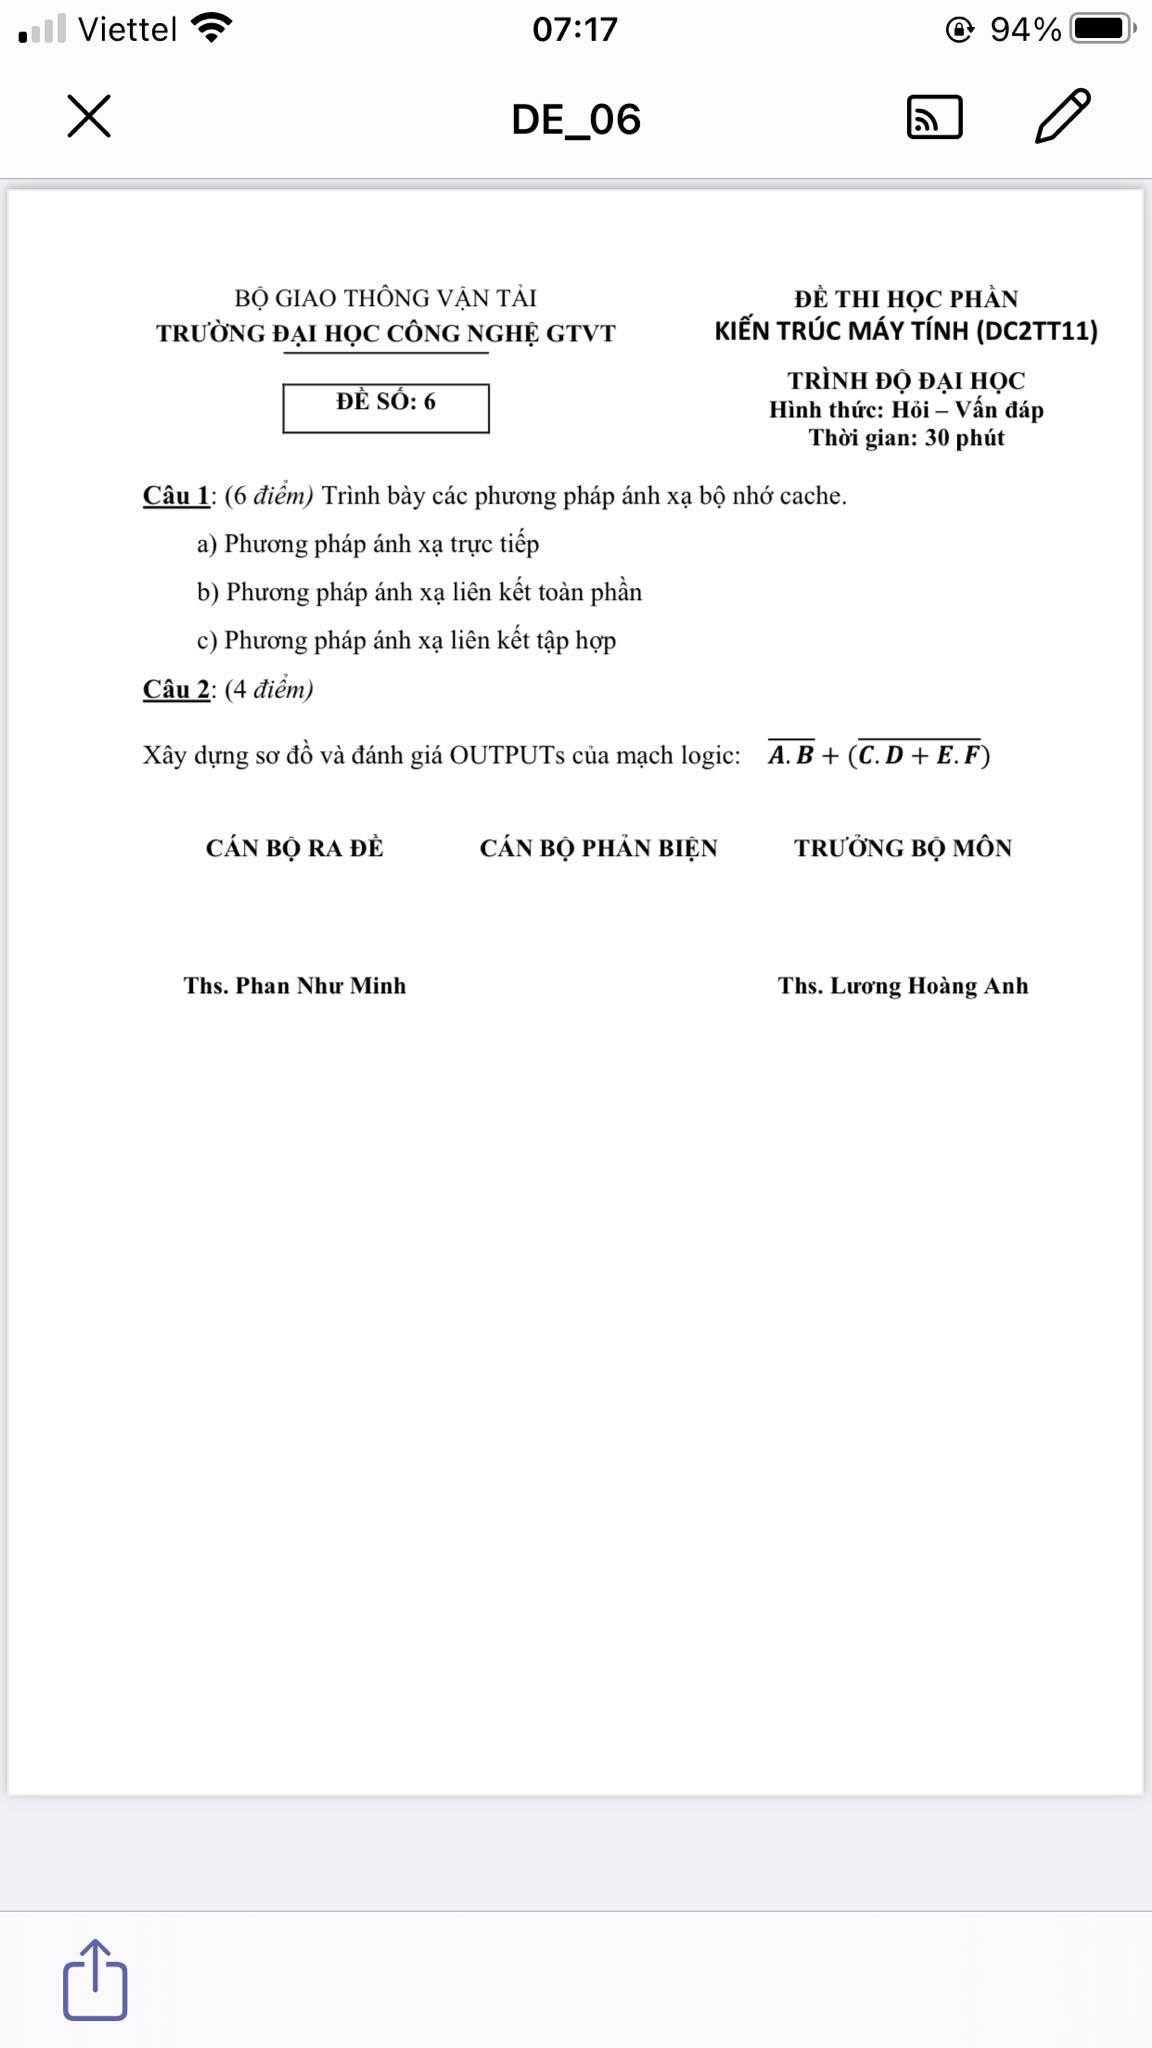 Viettel
07:17
94%
DE_06
BỘ GIAO THÔNG VẬN TẢI
TRƯỜNG ĐẠI HỌC CÔNG NGHỆ GTVT
ĐỀ SỐ: 6
ĐỀ THI HỌC PHẦN
KIẾN TRÚC MÁY TÍNH (DC2TT11)
TRÌNH ĐỘ ĐẠI HỌC
Hình thức: Hỏi – Vấn đáp
Thời gian: 30 phút
Câu 1: (6 điểm) Trình bày các phương pháp ánh xạ bộ nhớ cache.
a) Phương pháp ánh xạ trực tiếp
b) Phương pháp ánh xạ liên kết toàn phần
c) Phương pháp ánh xạ liên kết tập hợp
Câu 2: (4 điểm)
Xây dựng sơ đồ và đánh giá OUTPUTs của mạch logic: $\overline{A.B} + (\overline{C.D + E.F})$
CÁN BỘ RA ĐỀ CÁN BỘ PHẢN BIỆN TRƯỞNG BỘ MÔN
Ths. Phan Như Minh Ths. Lương Hoàng Anh